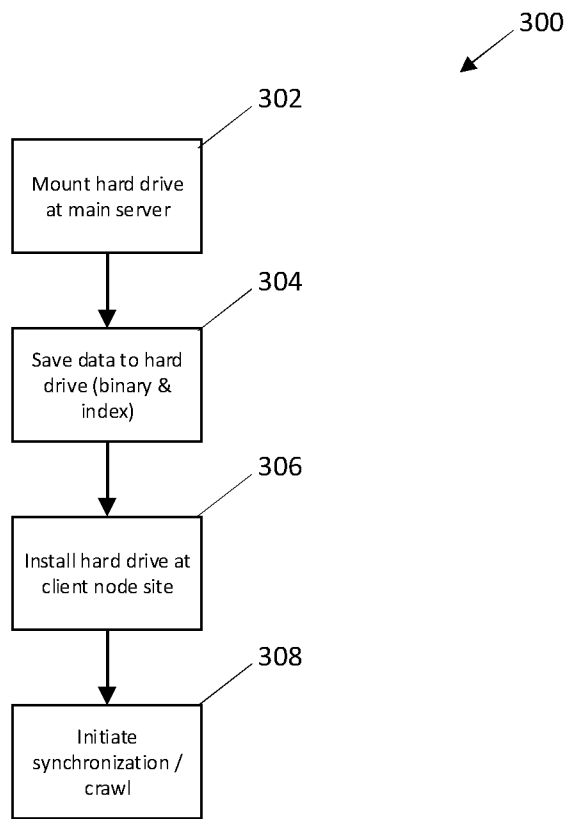 300
302
Mount hard drive
at main server
304
Save data to hard
drive (binary &
index)
306
Install hard drive at
client node site
308
Initiate
synchronization /
crawl